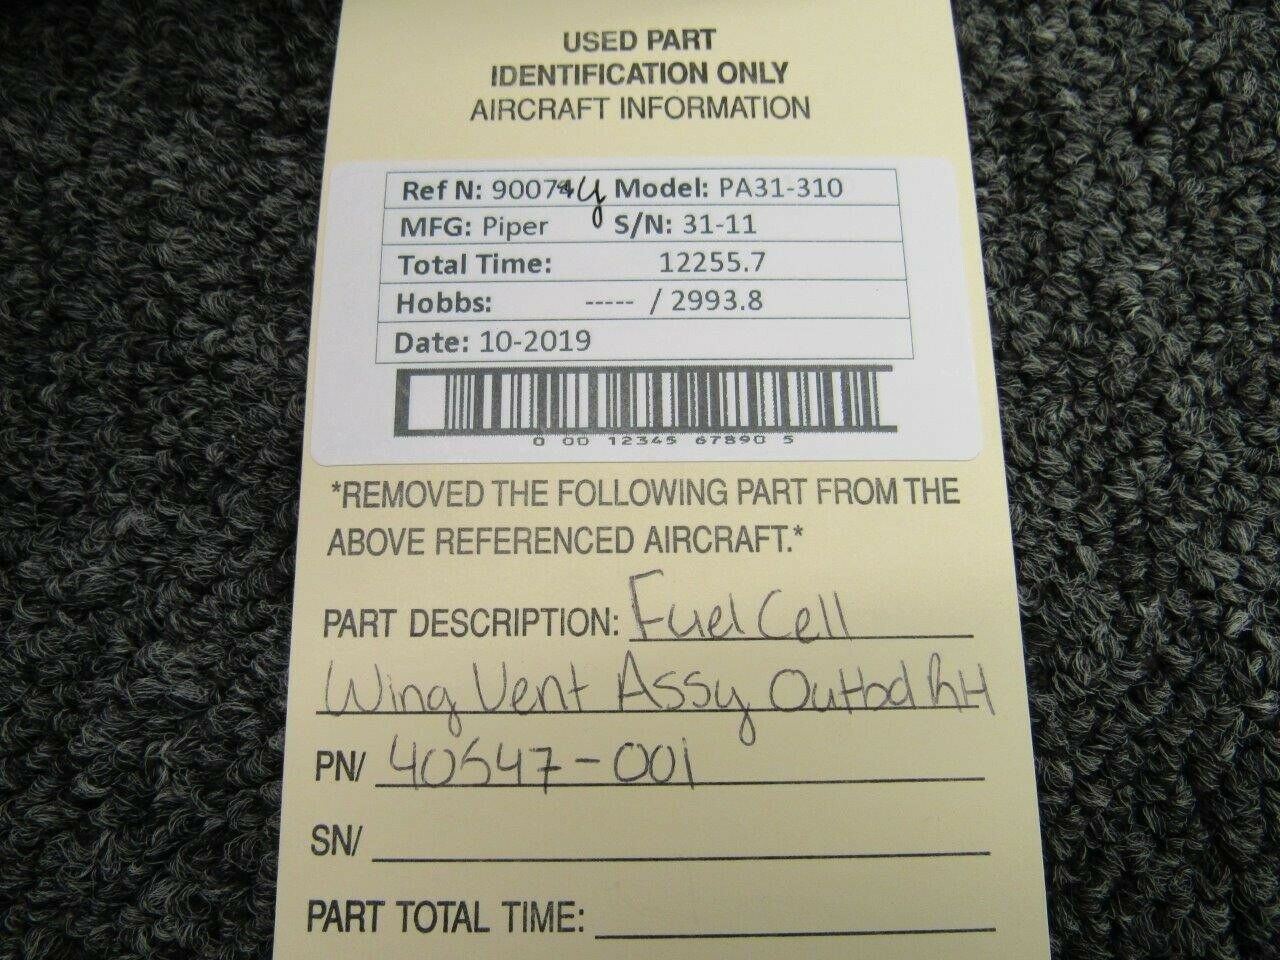 USED PART
IDENTIFICATION ONLY
AIRCRAFT INFORMATION
Ref N: 90074y Model: PA31-310
MFG: Piper S/N: 31-11
Total Time: 12255.7
Hobbs: ----- / 2993.8
Date: 10-2019
0 00 12345 67890 5
*REMOVED THE FOLLOWING PART FROM THE
ABOVE REFERENCED AIRCRAFT.*
PART DESCRIPTION: Fuel Cell
Wing Vent Assy Outbd RH
PN/ 40547-001
SN/
PART TOTAL TIME: